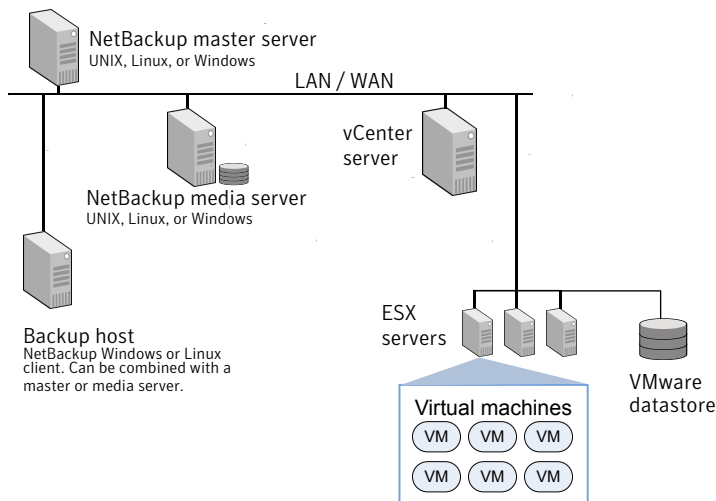 NetBackup master server
UNIX, Linux, or Windows
LAN / WAN
vCenter
server
NetBackup media server
UNIX, Linux, or Windows
Backup host
NetBackup Windows or Linux
client. Can be combined with a
master or media server.
ESX
servers
VMware
datastore
Virtual machines
VM VM VM
VM VM VM